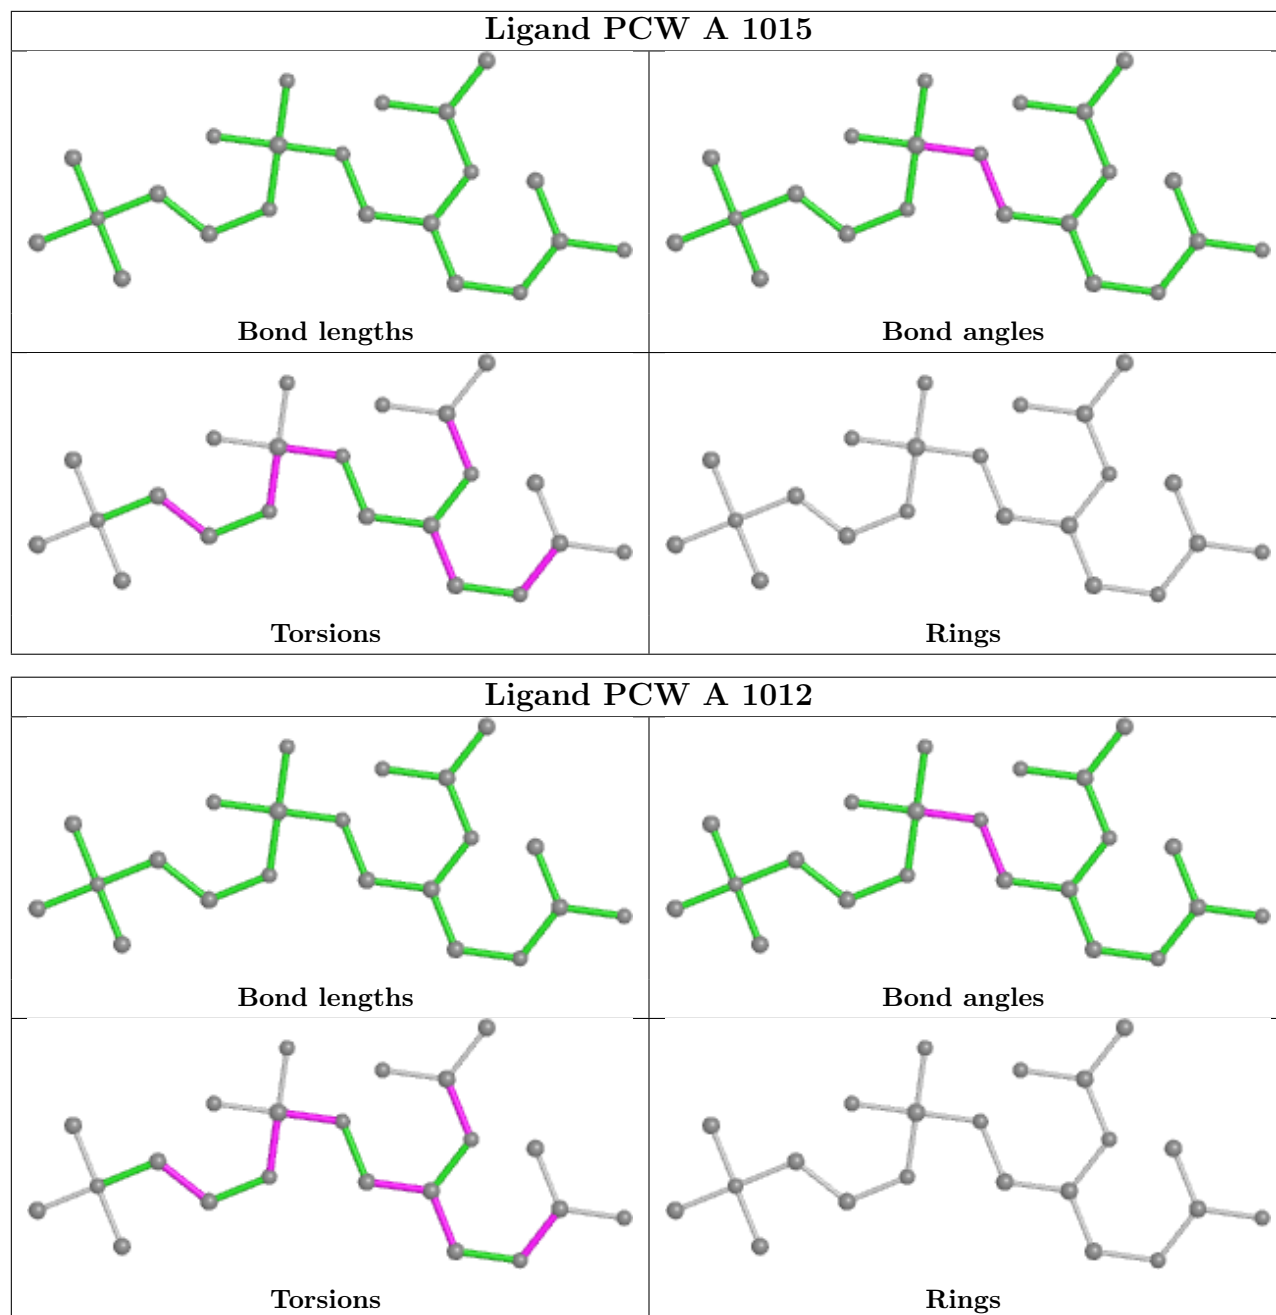 Ligand PCW A 1015
Bond lengths
Bond angles
Torsions
Rings
Ligand PCW A 1012
Bond lengths
Bond angles
Torsions
Rings